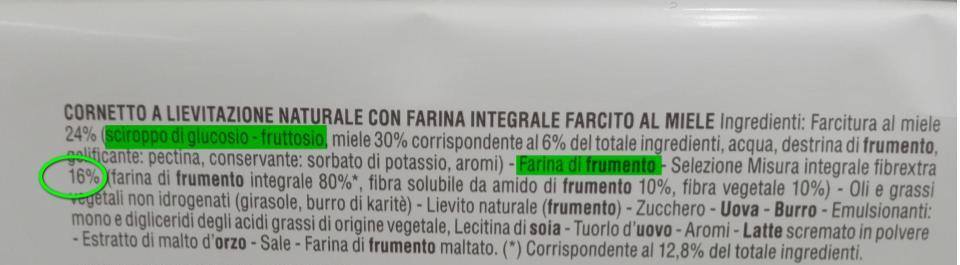 CORNETTO A LIEVITAZIONE NATURALE CON FARINA INTEGRALE FARCITO AL MIELE Ingredienti: Farcitura al miele
24% (sciroppo di glucosio - fruttosio, miele 30% corrispondente al 6% del totale ingredienti, acqua, destrina di frumento,
gelificante: pectina, conservante: sorbato di potassio, aromi) - Farina di frumento - Selezione Misura integrale fibrextra
16% (farina di frumento integrale 80%*, fibra solubile da amido di frumento 10%, fibra vegetale 10%) - Oli e grassi
vegetali non idrogenati (girasole, burro di karitè) - Lievito naturale (frumento) - Zucchero - Uova - Burro - Emulsionanti:
mono e digliceridi degli acidi grassi di origine vegetale, Lecitina di soia - Tuorlo d'uovo - Aromi - Latte scremato in polvere
- Estratto di malto d'orzo - Sale - Farina di frumento maltato. (*) Corrispondente al 12,8% del totale ingredienti.